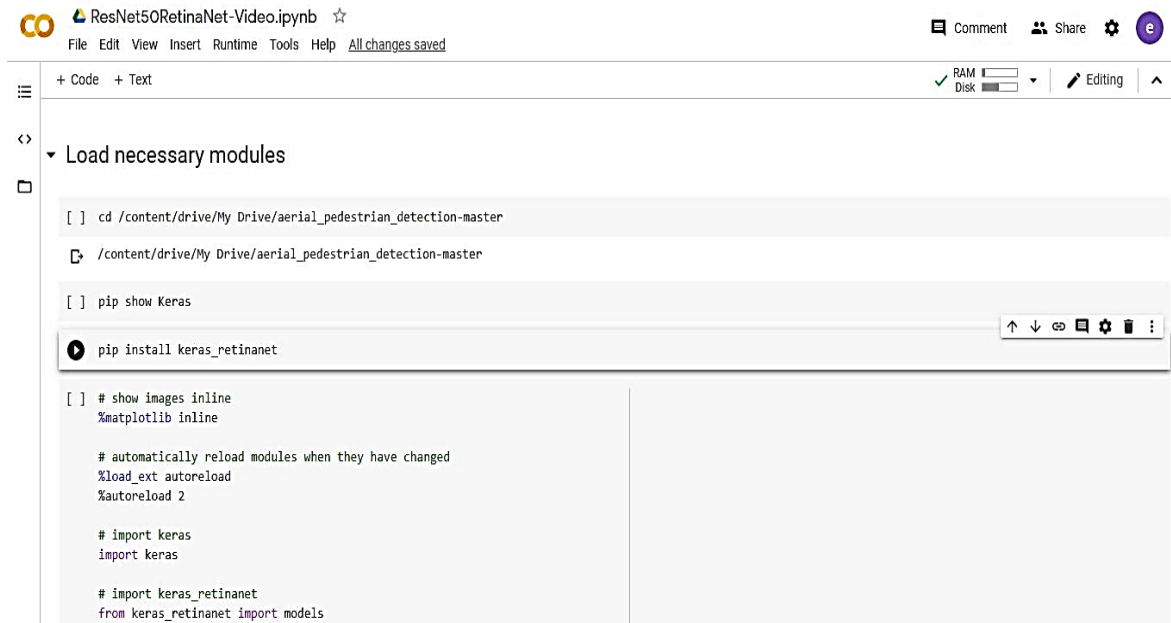 ResNet50RetinaNet-Video.ipynb
Comment
Share
e
File Edit View Insert Runtime Tools Help All changes saved
+ Code + Text
RAM
Disk
Editing
Load necessary modules
[ ] cd /content/drive/My Drive/aerial_pedestrian_detection-master
/content/drive/My Drive/aerial_pedestrian_detection-master
[ ] pip show Keras
pip install keras_retinanet
[ ] # show images inline
%matplotlib inline
# automatically reload modules when they have changed
%load_ext autoreload
%autoreload 2
# import keras
import keras
# import keras_retinanet
from keras_retinanet import models